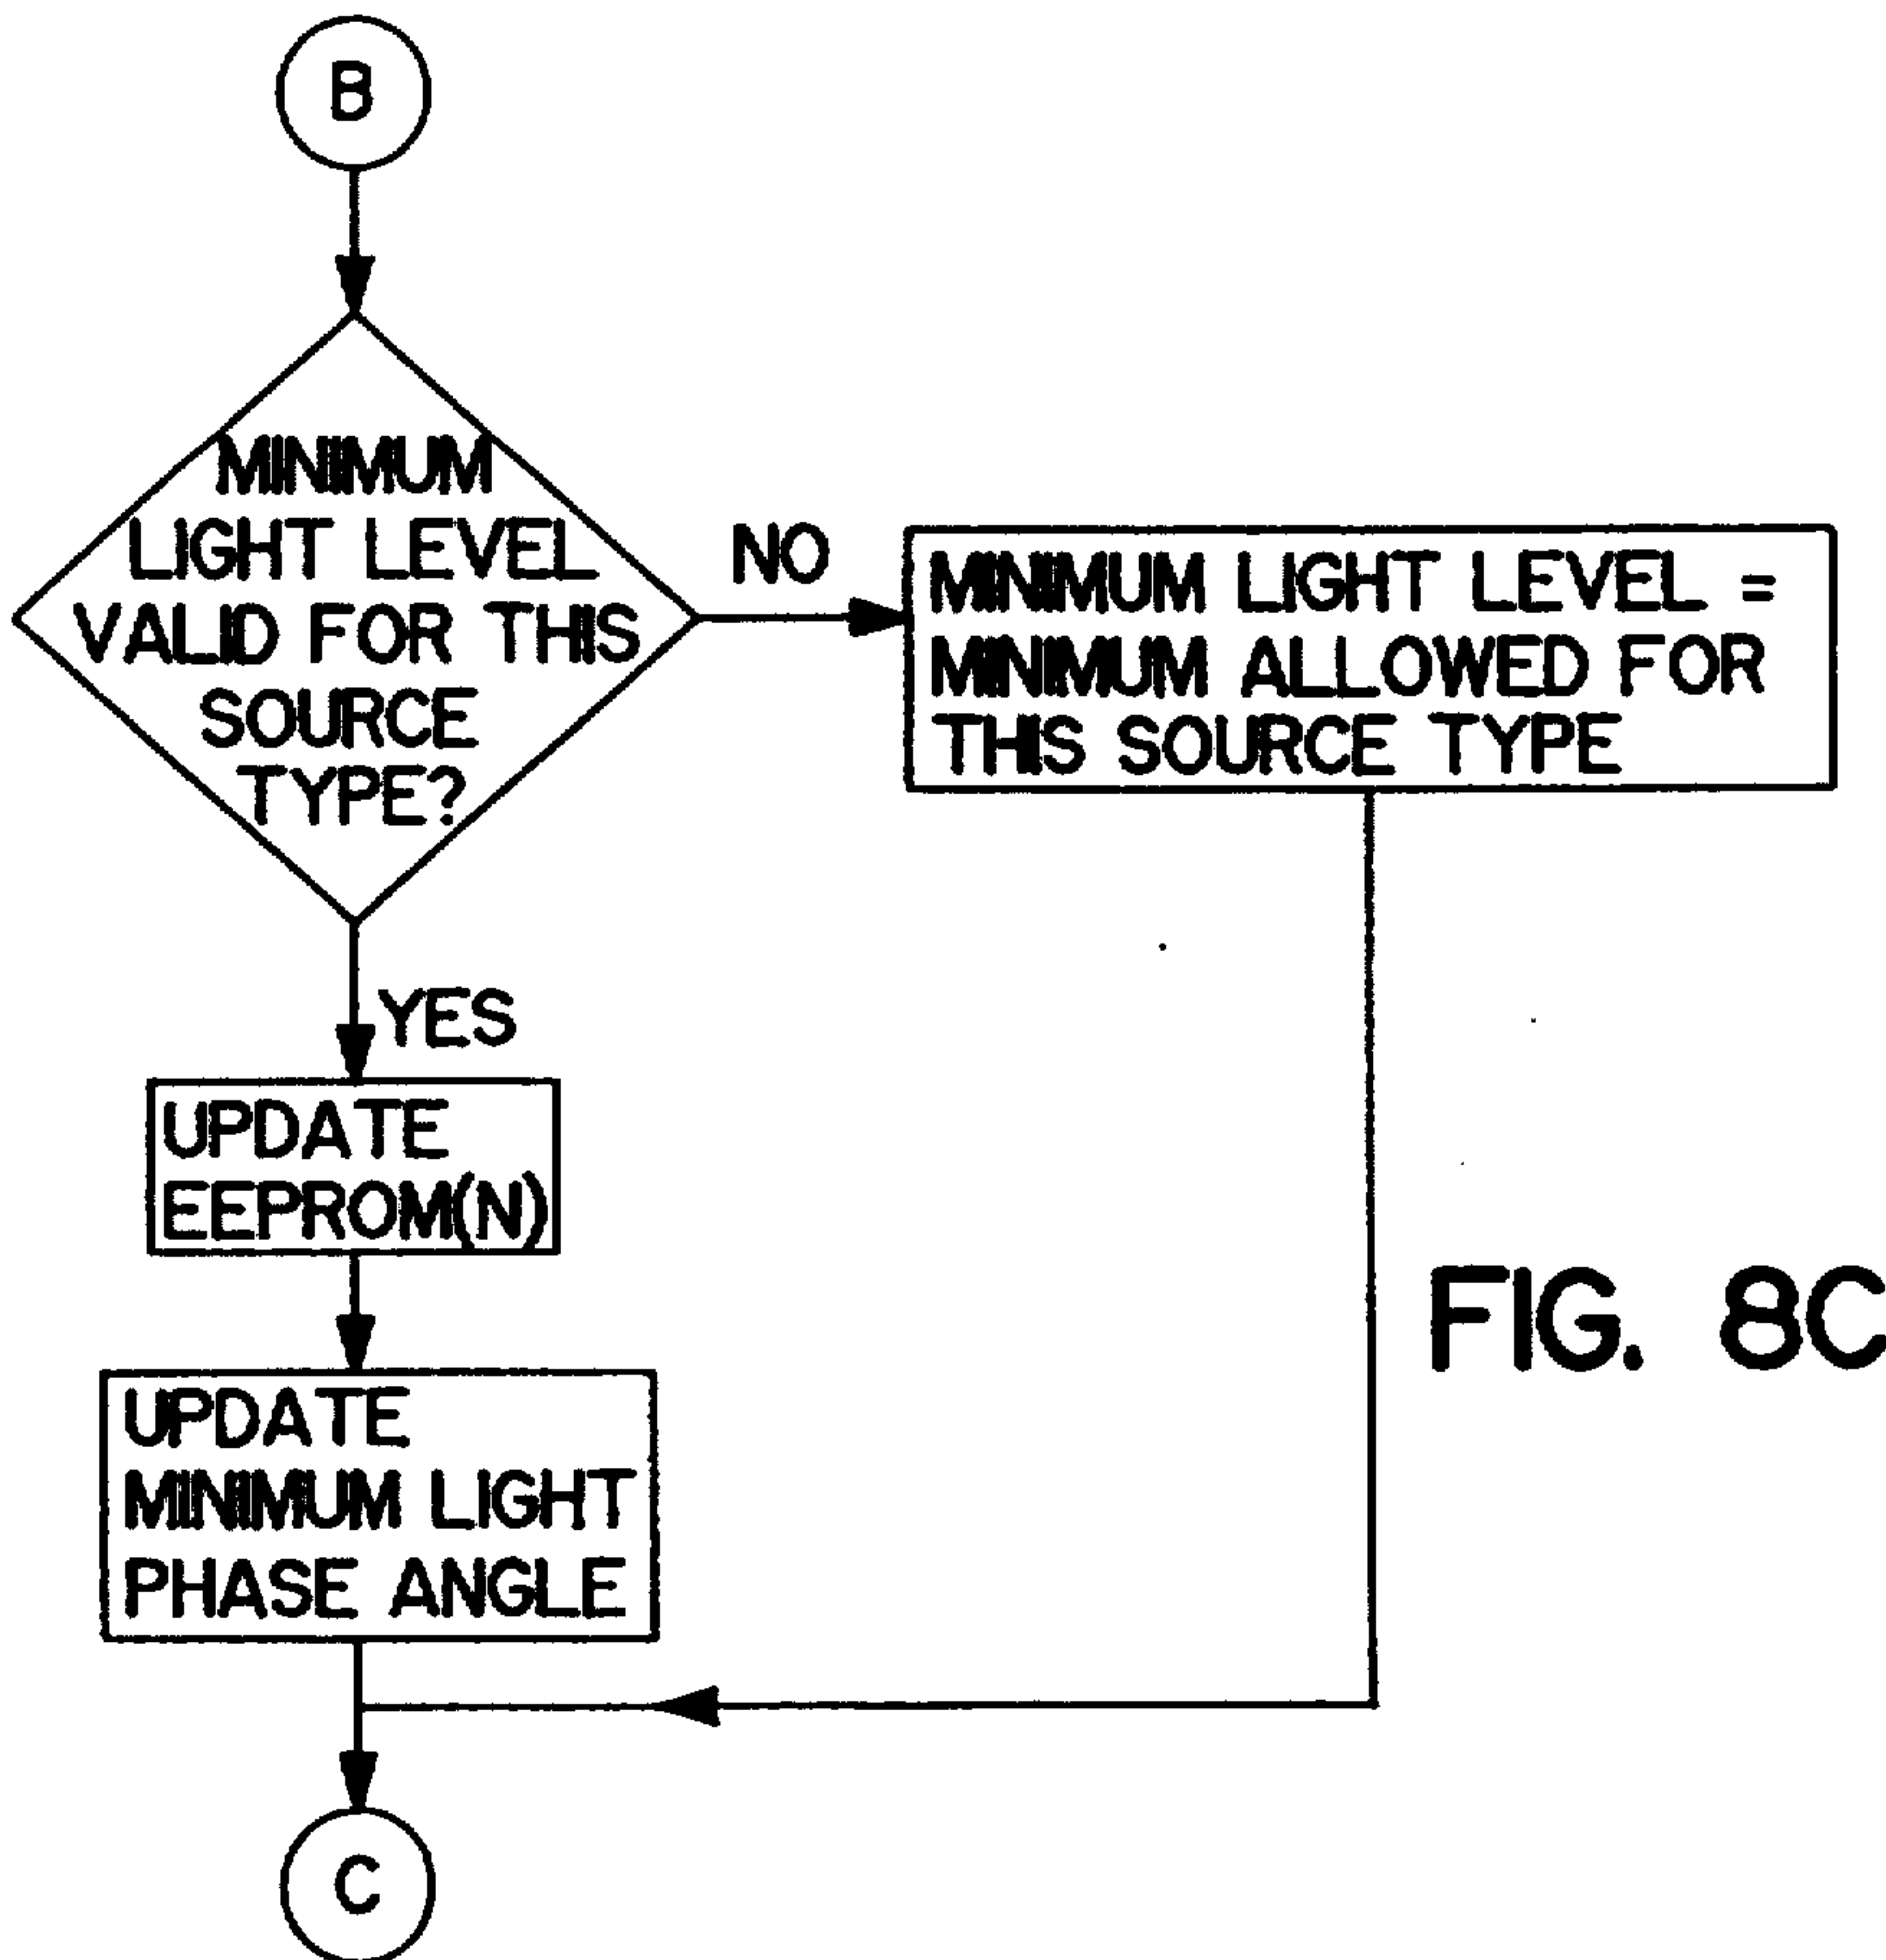 B
MINIMUM
LIGHT LEVEL
VALID FOR THIS
SOURCE
TYPE?
NO
MINIMUM LIGHT LEVEL =
MINIMUM ALLOWED FOR
THIS SOURCE TYPE
YES
UPDATE
EEPROM(N)
UPDATE
MINIMUM LIGHT
PHASE ANGLE
FIG. 8C
C